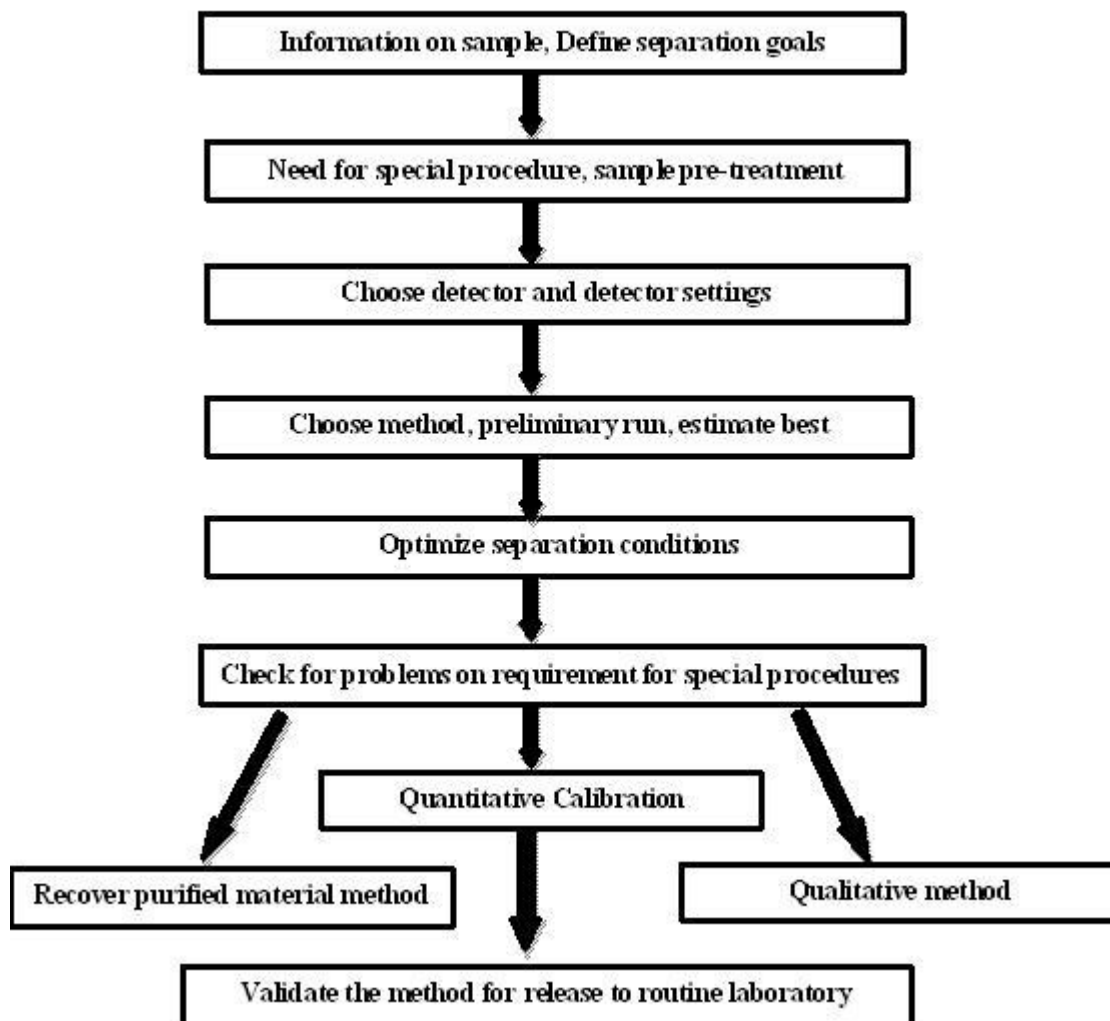 Information on sample, Define separation goals
Need for special procedure, sample pre-treatment
Choose detector and detector settings
Choose method, preliminary run, estimate best
Optimize separation conditions
Check for problems on requirement for special procedures
Quantitative Calibration
Recover purified material method
Qualitative method
Validate the method for release to routine laboratory